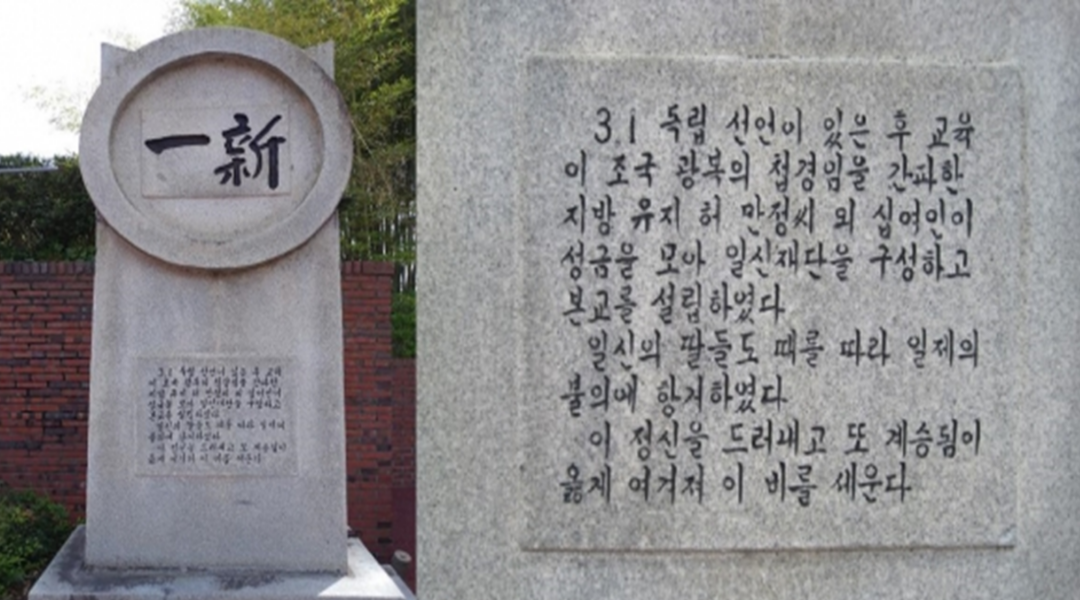 一新
3.1 독립 선언이 있은 후 교육
이 조국 광복의 첩경임을 간파한
지방 유지 허 만정씨 외 십여인이
성금을 모아 일신재단을 구성하고
본교를 설립하였다
일신의 딸들도 때를 따라 일제의
불의에 항거하였다
이 정신을 드러내고 또 계승됨이
옳게 여겨져 이 비를 세운다